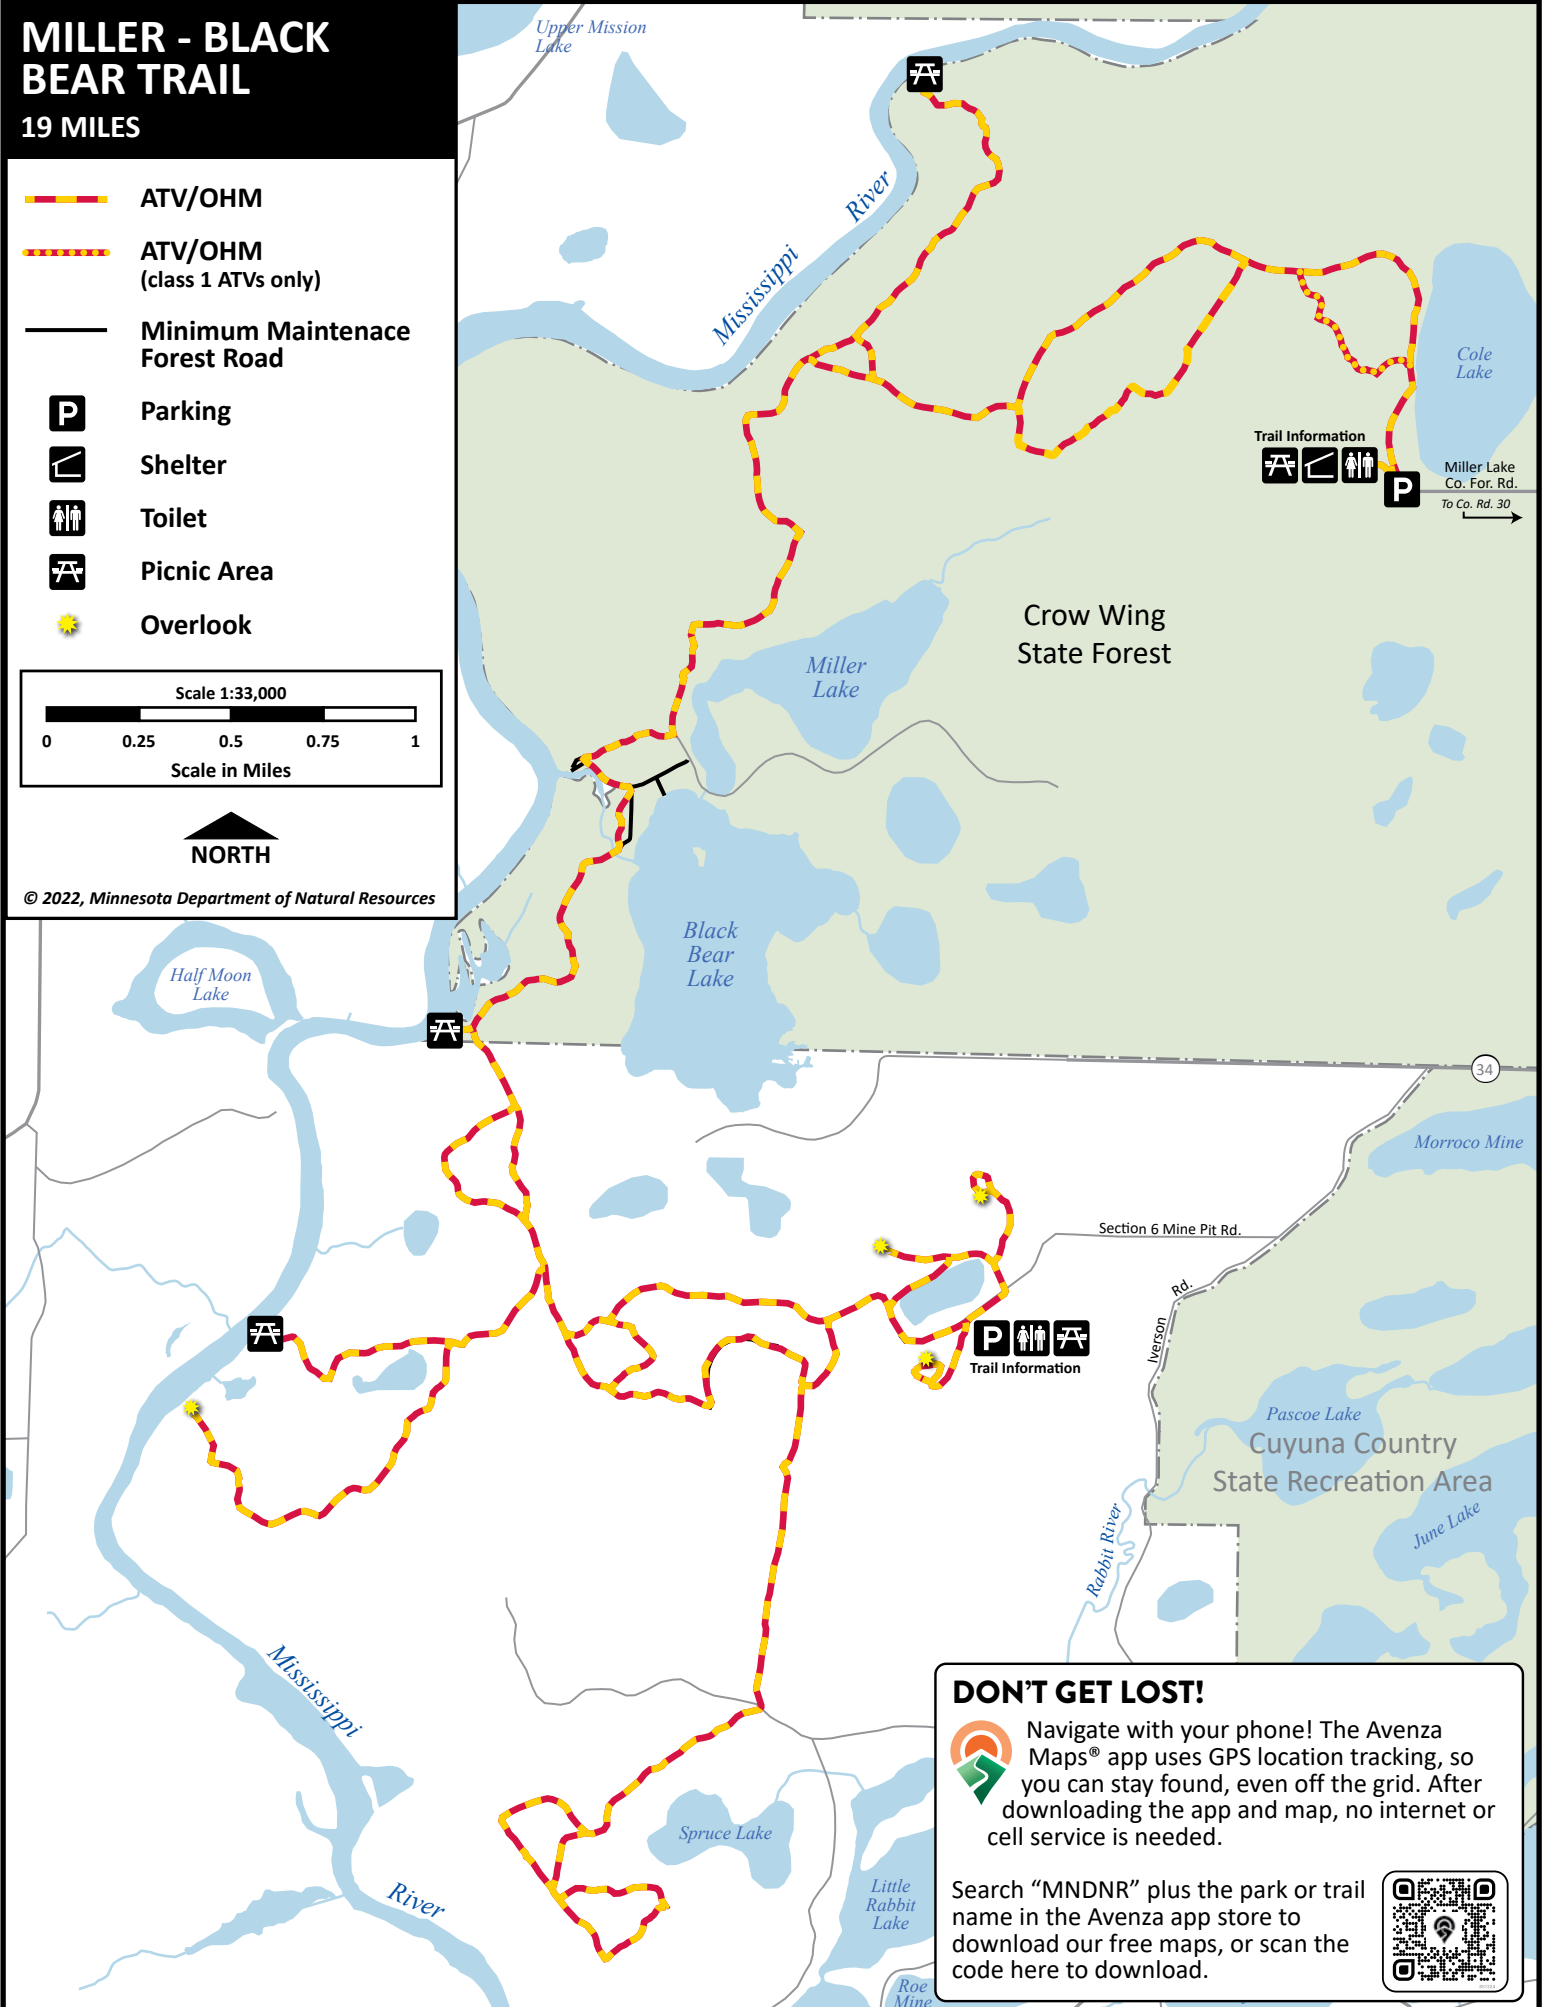 MILLER - BLACK
BEAR TRAIL
19 MILES
ATV/OHM
ATV/OHM
(class 1 ATVs only)
Minimum Maintenace
Forest Road
P
Parking
Shelter
Toilet
Picnic Area
Overlook
Scale 1:33,000
0 0.25 0.5 0.75 1
Scale in Miles
NORTH
© 2022, Minnesota Department of Natural Resources
Upper Mission
Lake
Mississippi
River
Cole
Lake
Trail Information
P
Miller Lake
Co. For. Rd.
To Co. Rd. 30
Crow Wing
State Forest
Miller
Lake
Black
Bear
Lake
Half Moon
Lake
34
Morroco Mine
Section 6 Mine Pit Rd.
Iverson
Rd.
P
Trail Information
Pascoe Lake
Cuyuna Country
State Recreation Area
June Lake
Rabbit River
Mississippi
River
Spruce Lake
Little
Rabbit
Lake
Roe
Mine
DON'T GET LOST!
Navigate with your phone! The Avenza
Maps® app uses GPS location tracking, so
you can stay found, even off the grid. After
downloading the app and map, no internet or
cell service is needed.
Search “MNDNR” plus the park or trail
name in the Avenza app store to
download our free maps, or scan the
code here to download.